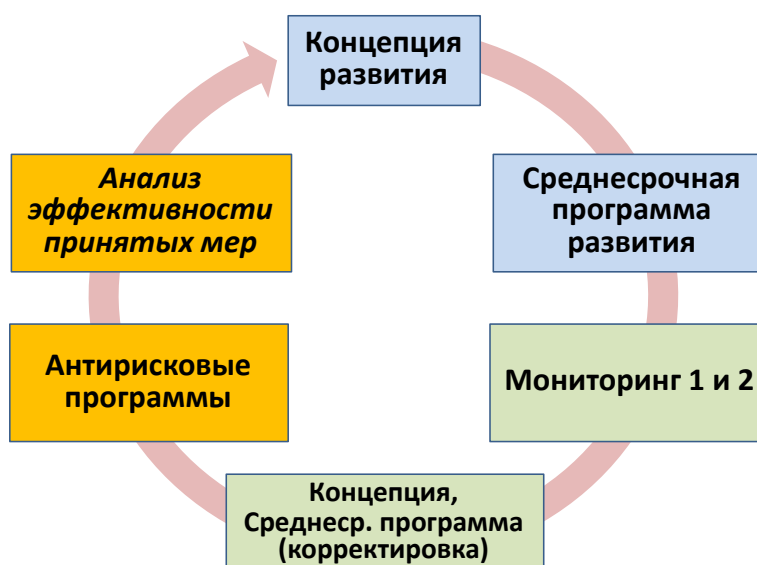 Концепция
развития
Среднесрочная
программа
развития
Мониторинг 1 и 2
Концепция,
Среднеср. программа
(корректировка)
Антирисковые
программы
Анализ
эффективности
принятых мер